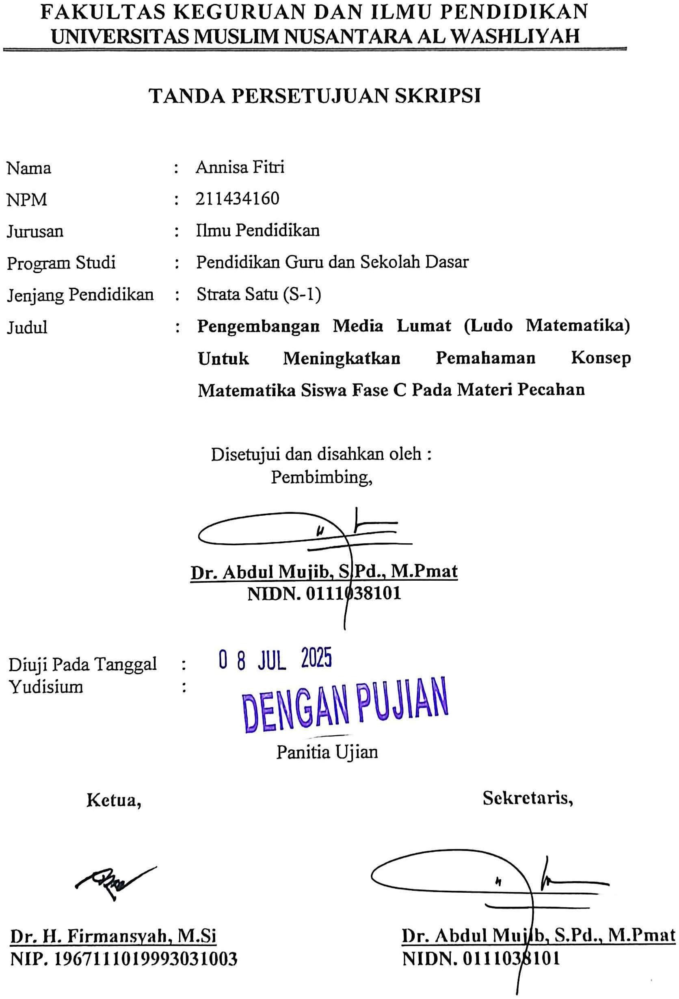 FAKULTAS KEGURUAN DAN ILMU PENDIDIKAN
UNIVERSITAS MUSLIM NUSANTARA AL WASHLIYAH
TANDA PERSETUJUAN SKRIPSI
Nama : Annisa Fitri
NPM : 211434160
Jurusan : Ilmu Pendidikan
Program Studi : Pendidikan Guru dan Sekolah Dasar
Jenjang Pendidikan : Strata Satu (S-1)
Judul : Pengembangan Media Lumat (Ludo Matematika)
Untuk Meningkatkan Pemahaman Konsep
Matematika Siswa Fase C Pada Materi Pecahan
Disetujui dan disahkan oleh :
Pembimbing,
Dr. Abdul Mujib, S.Pd., M.Pmat
NIDN. 0111038101
Diuji Pada Tanggal : 08 JUL 2025
Yudisium : DENGAN PUJIAN
Panitia Ujian
Ketua, Sekretaris,
Dr. H. Firmansyah, M.Si Dr. Abdul Mujib, S.Pd., M.Pmat
NIP. 1967111019993031003 NIDN. 0111038101